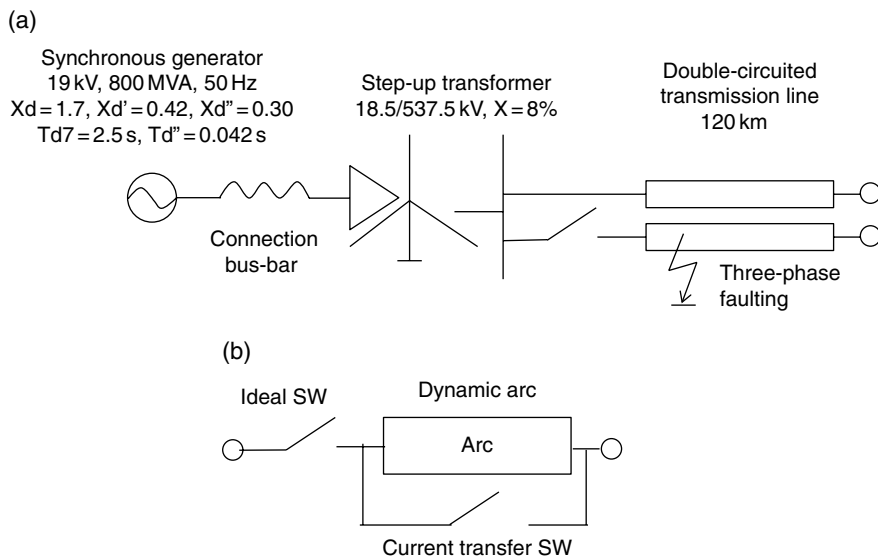 (a)
Synchronous generator
19 kV, 800 MVA, 50 Hz
Xd = 1.7, Xd' = 0.42, Xd" = 0.30
Td7 = 2.5 s, Td" = 0.042 s
Step-up transformer
18.5/537.5 kV, X = 8%
Double-circuited
transmission line
120 km
Connection
bus-bar
Three-phase
faulting
(b)
Ideal SW
Dynamic arc
Arc
Current transfer SW